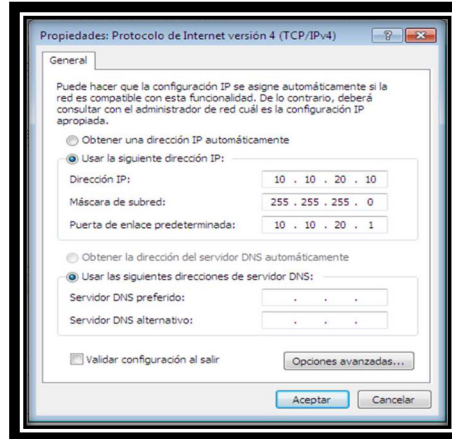 Propiedades: Protocolo de Internet versión 4 (TCP/IPv4)
General
Puede hacer que la configuración IP se asigne automáticamente si la
red es compatible con esta funcionalidad. De lo contrario, deberá
consultar con el administrador de red cuál es la configuración IP
apropiada.
Obtener una dirección IP automáticamente
Usar la siguiente dirección IP:
Dirección IP: 10 . 10 . 20 . 10
Máscara de subred: 255 . 255 . 255 . 0
Puerta de enlace predeterminada: 10 . 10 . 20 . 1
Obtener la dirección del servidor DNS automáticamente
Usar las siguientes direcciones de servidor DNS:
Servidor DNS preferido: . . .
Servidor DNS alternativo: . . .
Validar configuración al salir Opciones avanzadas...
Aceptar Cancelar